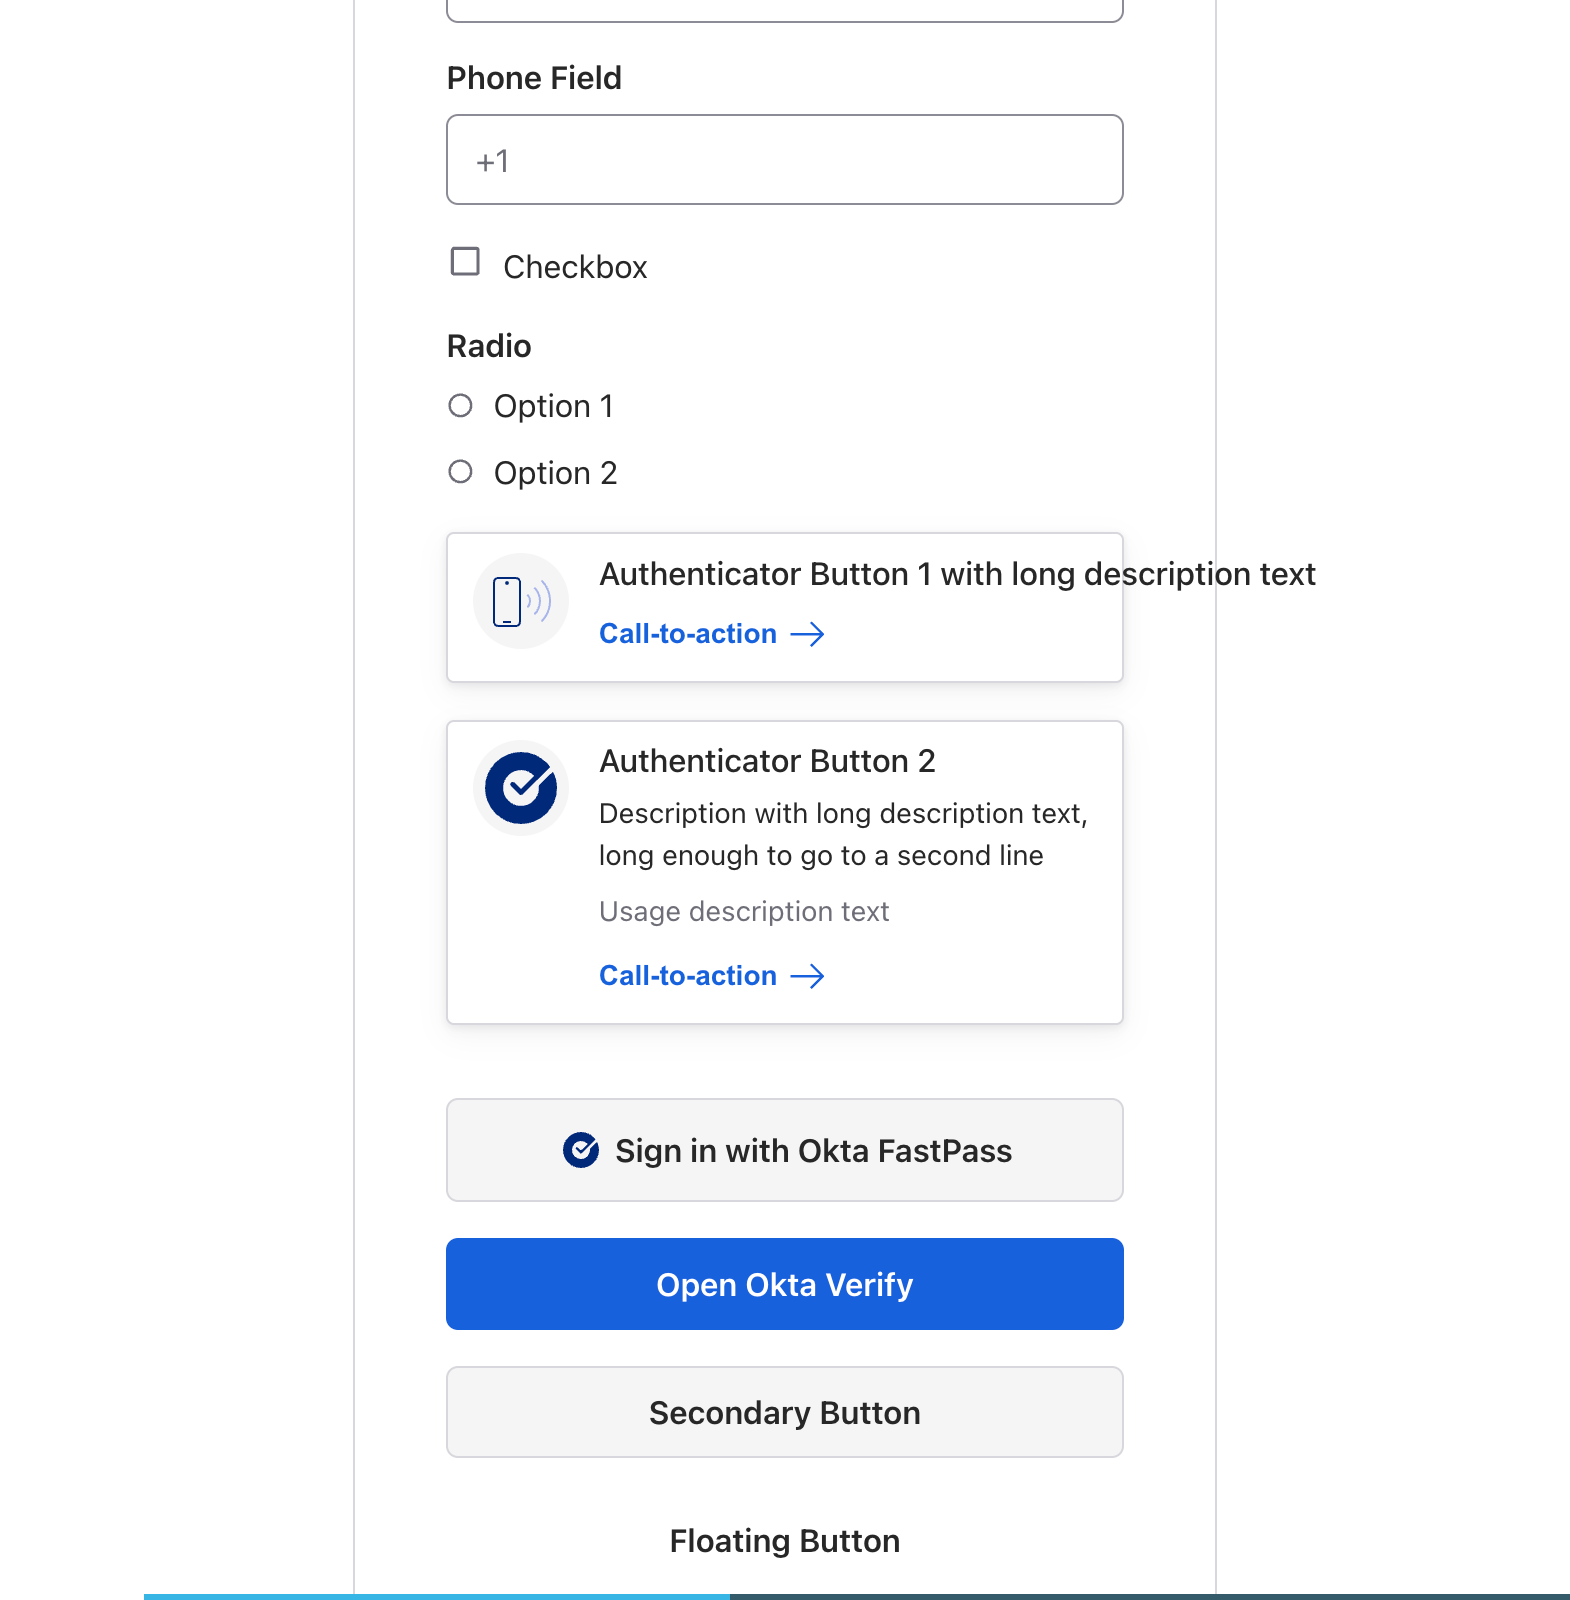 Phone Field
+1
Checkbox
Radio
Option 1
Option 2
Authenticator Button 1 with long description text
Call-to-action
Authenticator Button 2
Description with long description text,
long enough to go to a second line
Usage description text
Call-to-action
Sign in with Okta FastPass
Open Okta Verify
Secondary Button
Floating Button